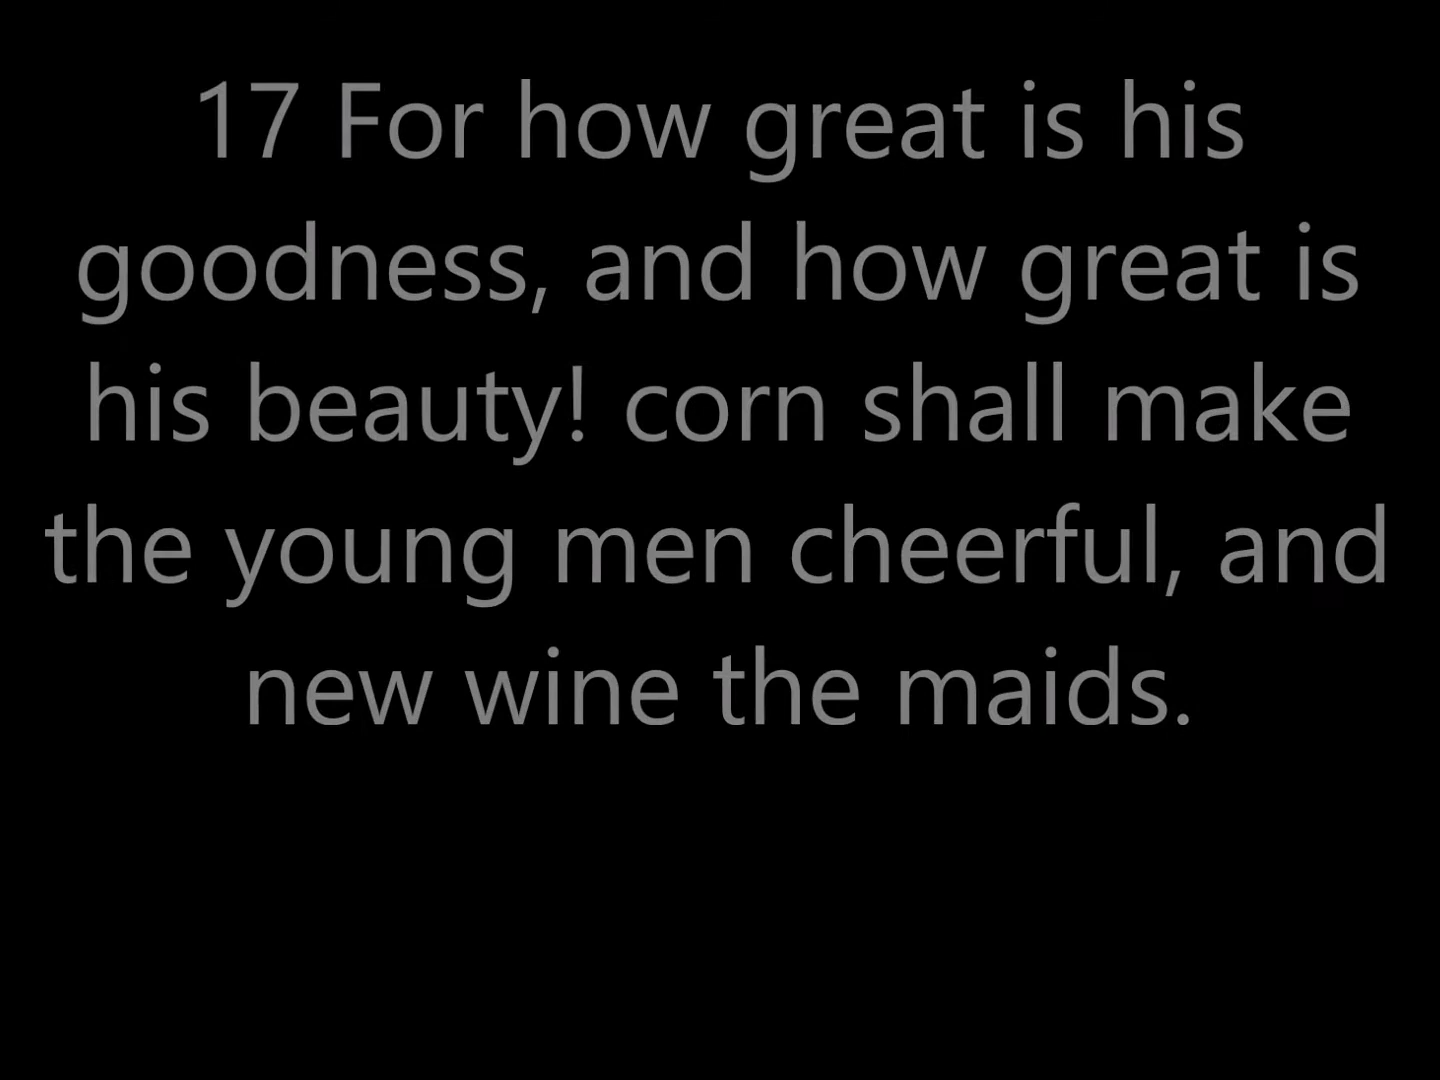 17 For how great is his
goodness, and how great is
his beauty! corn shall make
the young men cheerful, and
new wine the maids.